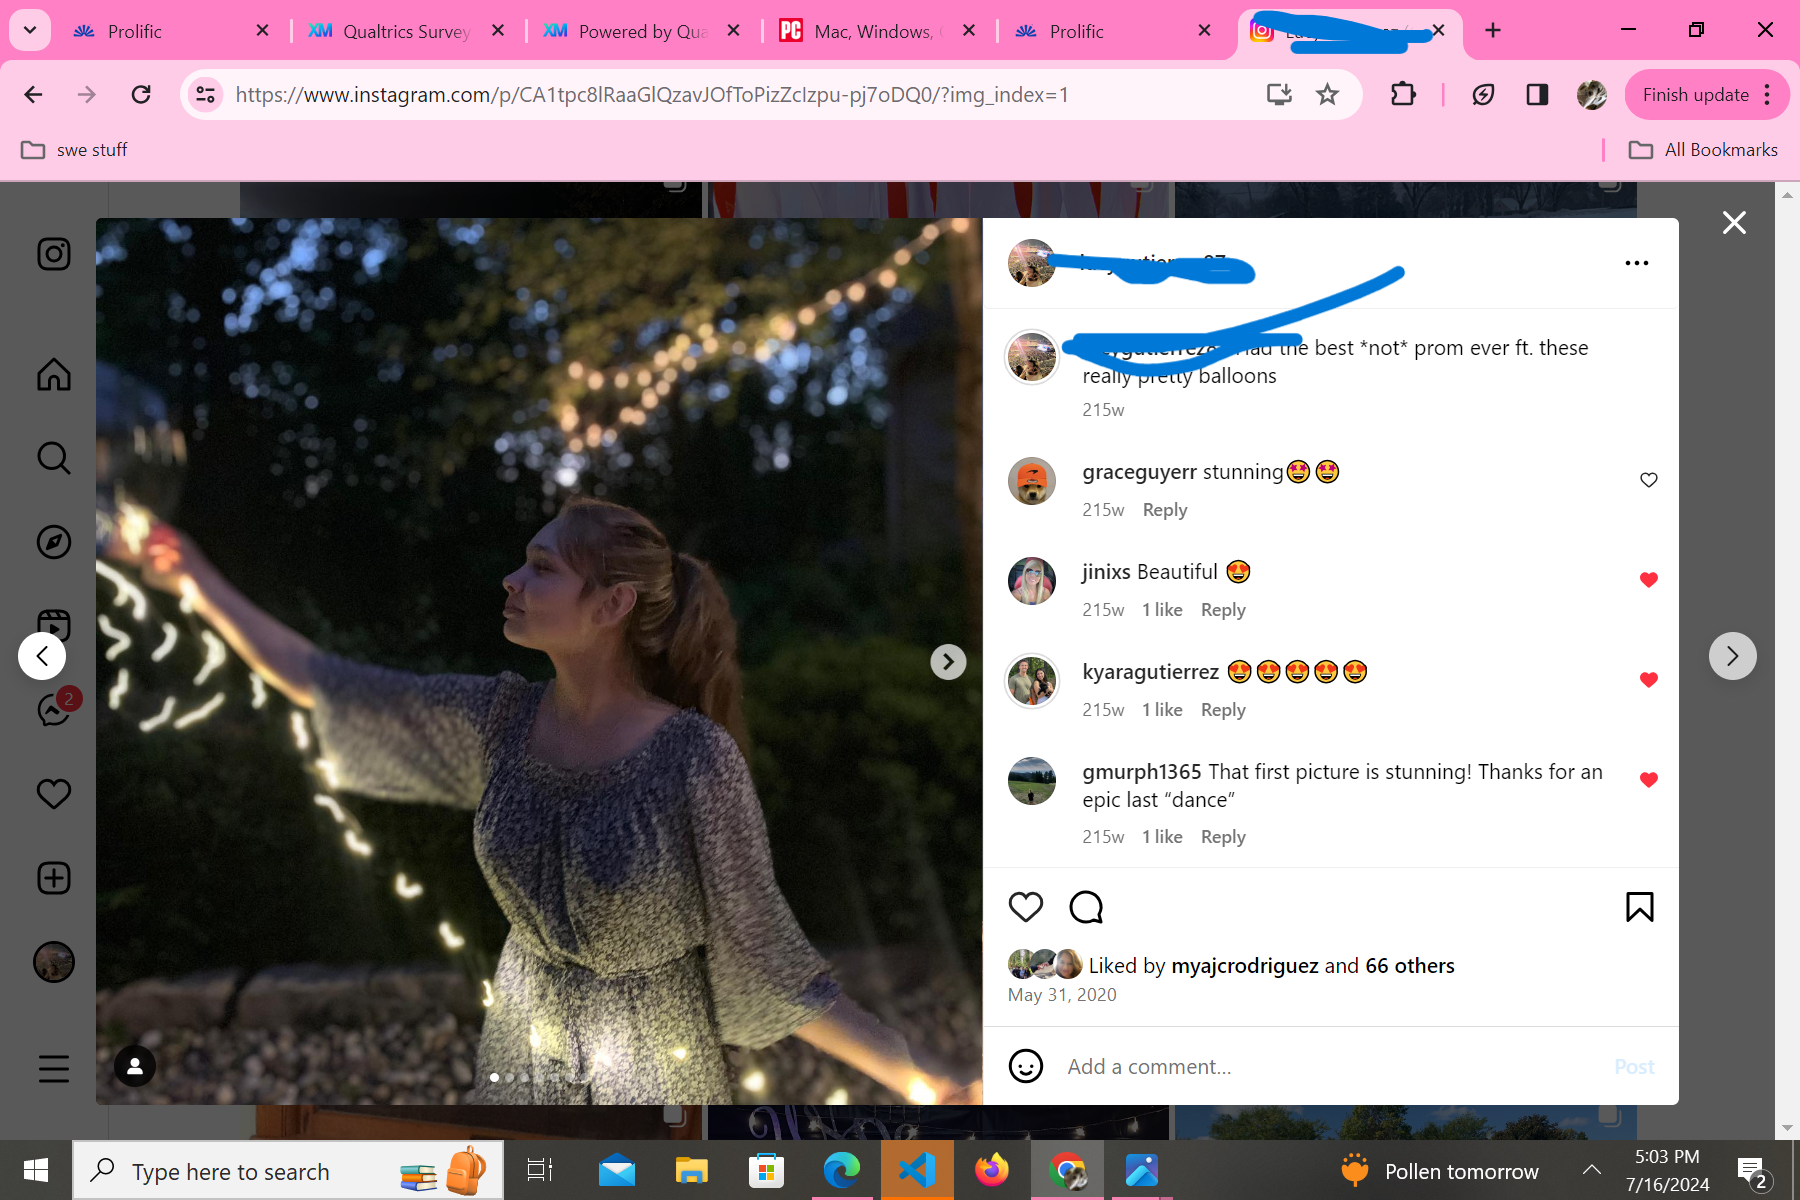 Prolific
Qualtrics Survey
Powered by Qua
PC
Mac, Windows,
Prolific
https://www.instagram.com/p/CA1tpc8lRaaGlQzavJOfToPizZclzpu-pj7oDQ0/?img_index=1
Finish update
swe stuff
All Bookmarks
the best *not* prom ever ft. these
really pretty balloons
215w
graceguyerr stunning🤩🤩
215w Reply
jinixs Beautiful 😍
215w 1 like Reply
kyaragutierrez 😍😍😍😍😍
215w 1 like Reply
gmurph1365 That first picture is stunning! Thanks for an
epic last “dance”
215w 1 like Reply
2
Liked by myajcrodriguez and 66 others
May 31, 2020
Add a comment...
Post
Type here to search
Pollen tomorrow
5:03 PM
7/16/2024
2